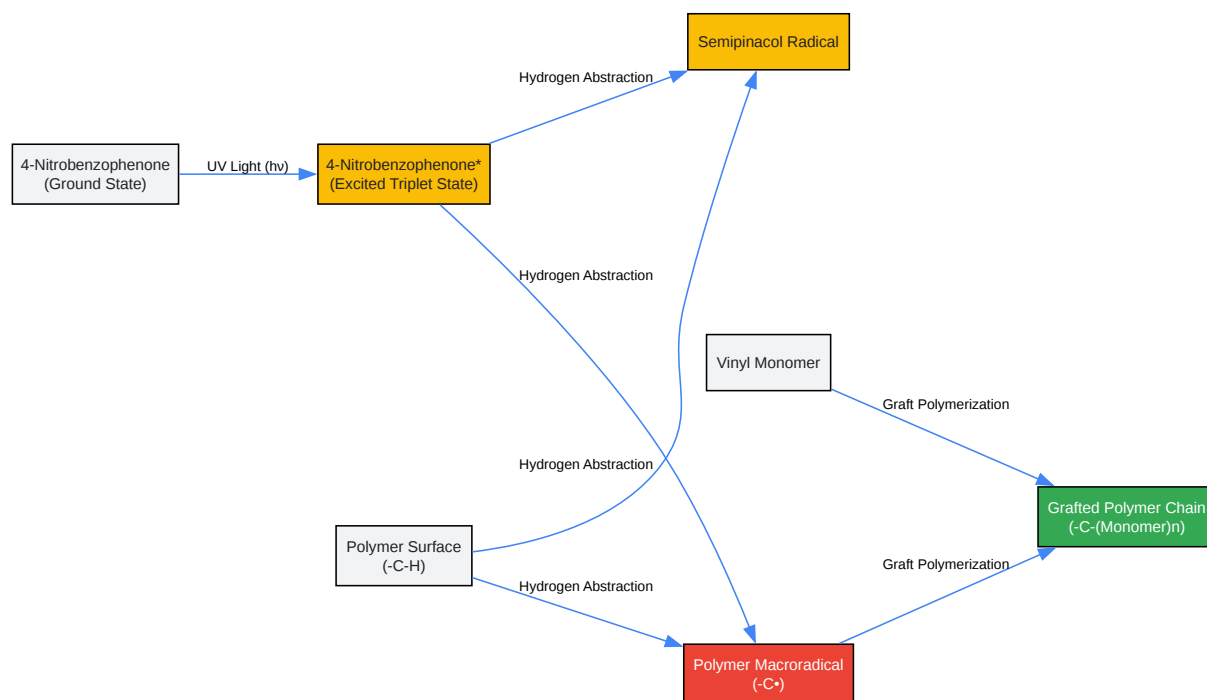 Semipinacol Radical
Hydrogen Abstraction
4-Nitrobenzophenone
(Ground State)
UV Light (hν)
4-Nitrobenzophenone*
(Excited Triplet State)
Hydrogen Abstraction
Vinyl Monomer
Graft Polymerization
Hydrogen Abstraction
Grafted Polymer Chain
(-C-(Monomer)n)
Polymer Surface
(-C-H)
Graft Polymerization
Hydrogen Abstraction
Polymer Macroradical
(-C•)